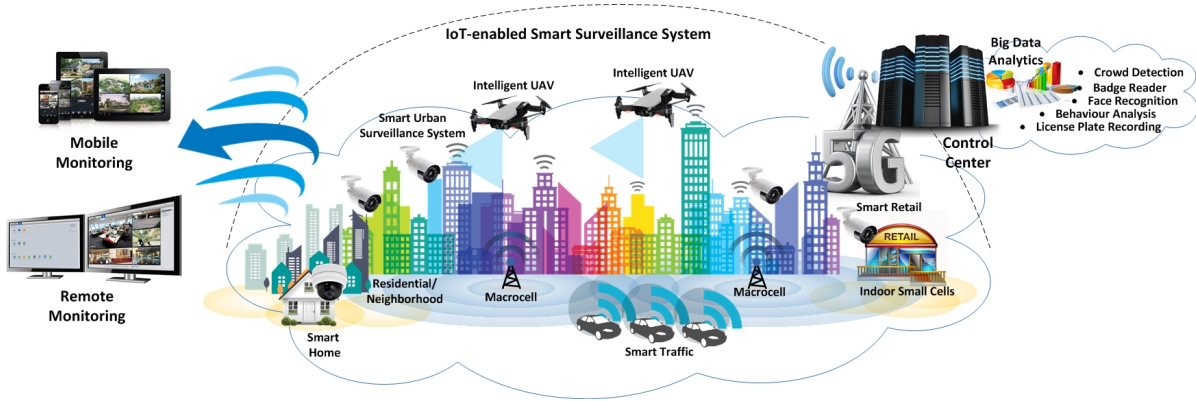 IoT-enabled Smart Surveillance System
Intelligent UAV
Intelligent UAV
Big Data
Analytics
• Crowd Detection
• Badge Reader
• Face Recognition
• Behaviour Analysis
• License Plate Recording
Control
Center
5G
Smart Urban
Surveillance System
Mobile
Monitoring
Remote
Monitoring
Smart Retail
RETAIL
Indoor Small Cells
Residential/
Neighborhood
Macrocell
Macrocell
Smart
Home
Smart Traffic